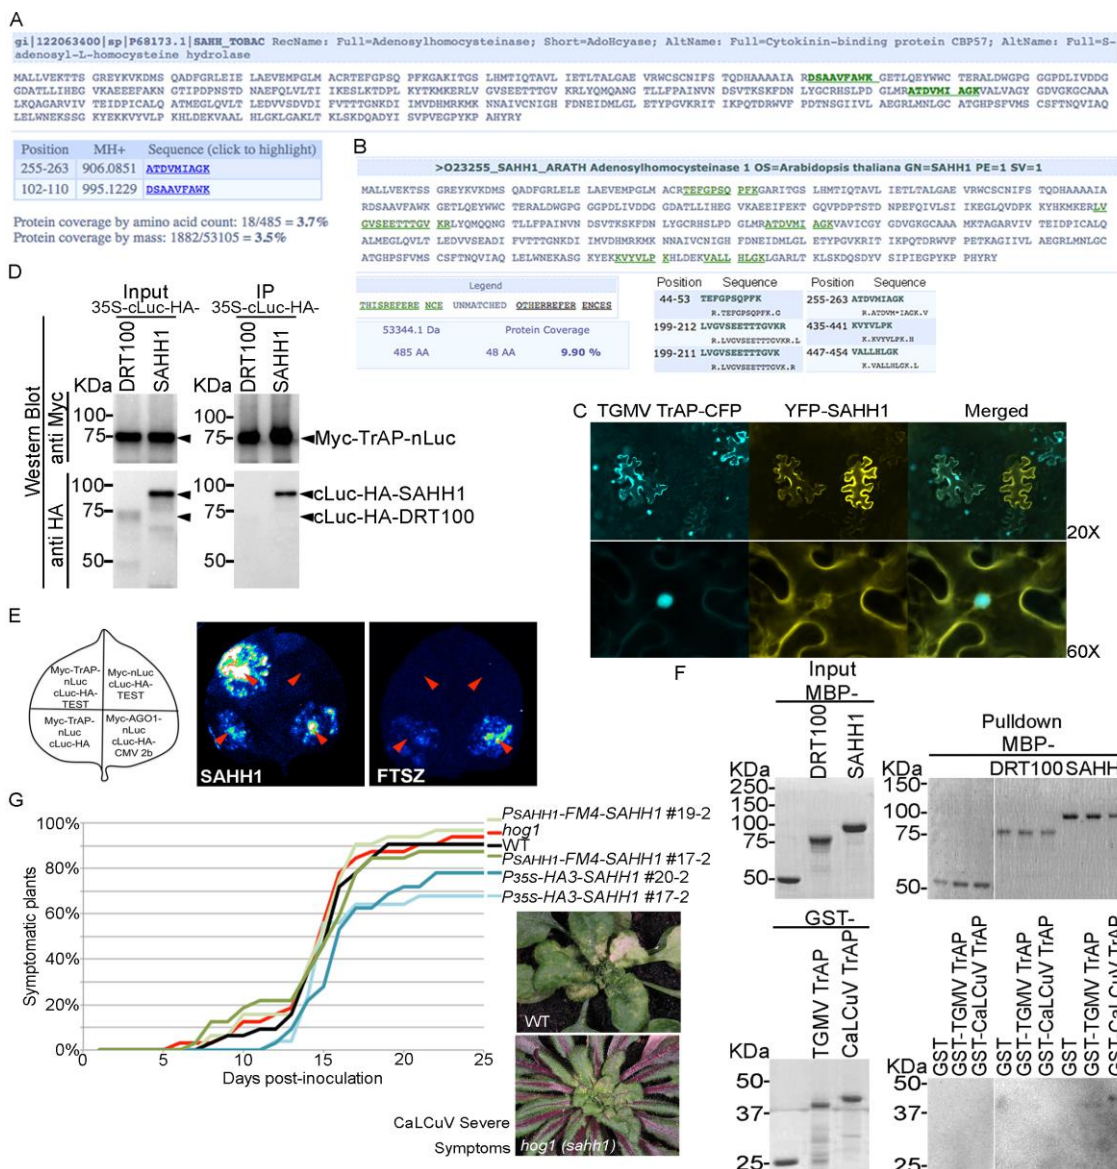 A
gi|122063400|sp|P68173.1|SAHH_TOBAC RecName: Full=Adenosylhomocysteinase; Short=AdoHcyase; AltName: Full=Cytokinin-binding protein CBP57; AltName: Full=S-
adenosyl-L-homocysteine hydrolase
MALLVEKTTS GREYKVKDMS QADFGRLEIE LAEVEMPGLM ACRTEFGPSQ PFKGAKITGS LHMTIQTAVL IETLTALGAE VRWCSCNIFS TQDHAAAAIA RDSAAVFAWK GETLQEYWWC TERALDWGPG GGPDLIVDDG
GDATLLIHEG VKAEEEFAKN GTIPDPNSTD NAEFQLVLTI IKESLKTDPL KYTKMKERLV GVSEETTTGV KRLYQMQANG TLLFPAINVN DSVTKSKFDN LYGCRHSLPD GLMRATDVMI AGKVALVAGY GDVGKGCAAA
LKQAGARVIV TEIDPICALQ ATMEGLQVLT LEDVVSDVDI FVTTTGNKDI IMVDHMRKMK NNAIVCNIGH FDNEIDMLGL ETYPGVKRIT IKPQTDRWVF PDTNSGIIVL AEGRLMNLGC ATGHPSFVMS CSFTNQVIAQ
LELWNEKSSG KYEKKVYVLP KHLDEKVAAL HLGKLGAKLT KLSKDQADYI SVPVEGPYKP AHYRY
Position MH+ Sequence (click to highlight)
255-263 906.0851 ATDVMIAGK
102-110 995.1229 DSAAVFAWK
Protein coverage by amino acid count: 18/485 = 3.7%
Protein coverage by mass: 1882/53105 = 3.5%
B
>O23255_SAHH1_ARATH Adenosylhomocysteinase 1 OS=Arabidopsis thaliana GN=SAHH1 PE=1 SV=1
MALLVEKTSS GREYKVKDMS QADFGRLELE LAEVEMPGLM ACRTEFGPSQ PFKGARITGS LHMTIQTAVL IETLTALGAE VRWCSCNIFS TQDHAAAAIA
RDSAAVFAWK GETLQEYWWC TERALDWGPG GGPDLIVDDG GDATLLIHEG VKAEEIFEKT GQVPDPTSTD NPEFQIVLSI IKEGLQVDPK KYHKMKERLV
GVSEETTTGV KRLYQMQQNG TLLFPAINVN DSVTKSKFDN LYGCRHSLPD GLMRATDVMI AGKVAVICGY GDVGKGCAAA MKTAGARVIV TEIDPICALQ
ALMEGLQVLT LEDVVSEADI FVTTTGNKDI IMVDHMRKMK NNAIVCNIGH FDNEIDMLGL ETYPGVKRIT IKPQTDRWVF PETKAGIIVL AEGRLMNLGC
ATGHPSFVMS CSFTNQVIAQ LELWNEKASG KYEKKVYVLP KHLDEKVALL HLGKLGARLT KLSKDQSDYV SIPIEGPYKP PHYRY
Legend
THISREFERE NCE UNMATCHED OTHERREFER ENCES
53344.1 Da Protein Coverage
485 AA 48 AA 9.90 %
Position Sequence Position Sequence
44-53 TEFGPSQPFK 255-263 ATDVMIAGK
R.TEFGPSQPFK.G R.ATDVM*IAGK.V
199-212 LVGVSEETTTGVKR 435-441 KVYVLPK
R.LVGVSEETTTGVKR.L K.KVYVLPK.H
199-211 LVGVSEETTTGVK 447-454 VALLHLGK
R.LVGVSEETTTGVK.R K.VALLHLGK.L
C TGMV TrAP-CFP YFP-SAHH1 Merged
20X
60X
D
Input IP
35S-cLuc-HA- 35S-cLuc-HA-
DRT100
SAHH1
DRT100
SAHH1
KDa
KDa
Western Blot
anti Myc
100
75
100
75
Myc-TrAP-nLuc
anti HA
100
75
50
100
75
50
cLuc-HA-SAHH1
cLuc-HA-DRT100
E
Myc-TrAP-
nLuc
cLuc-HA-
TEST
Myc-nLuc
cLuc-HA-
TEST
Myc-TrAP-
nLuc
cLuc-HA
Myc-AGO1-
nLuc
cLuc-HA-
CMV 2b
SAHH1
FTSZ
F
Input
MBP-
DRT100
SAHH1
KDa
250
150
100
75
50
Pulldown
MBP-
DRT100 SAHH
KDa
150
100
75
50
GST-
TGMV TrAP
CaLCuV TrAP
KDa
50
37
25
GST
GST-TGMV TrAP
GST-CaLCuV TrAP
GST
GST-TGMV TrAP
GST-CaLCuV TrAP
GST
GST-TGMV TrAP
GST-CaLCuV TrAP
KDa
50
37
25
G
Symptomatic plants
100%
80%
60%
40%
20%
0%
0 5 10 15 20 25
Days post-inoculation
PSAHH1-FM4-SAHH1 #19-2
hog1
WT
PSAHH1-FM4-SAHH1 #17-2
P35S-HA3-SAHH1 #20-2
P35S-HA3-SAHH1 #17-2
WT
CaLCuV Severe
Symptoms
hog1 (sahh1)